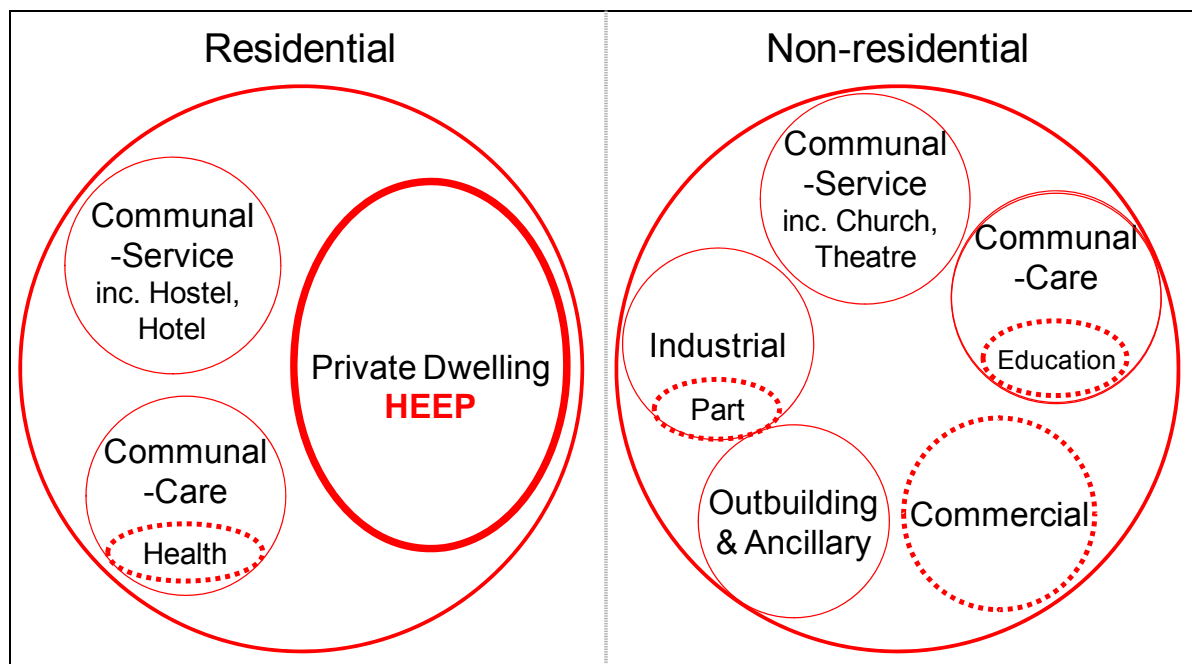 Residential
Communal
-Service
inc. Hostel,
Hotel
Private Dwelling
HEEP
Communal
-Care
Health
Non-residential
Communal
-Service
inc. Church,
Theatre
Communal
-Care
Education
Industrial
Part
Outbuilding
& Ancillary
Commercial